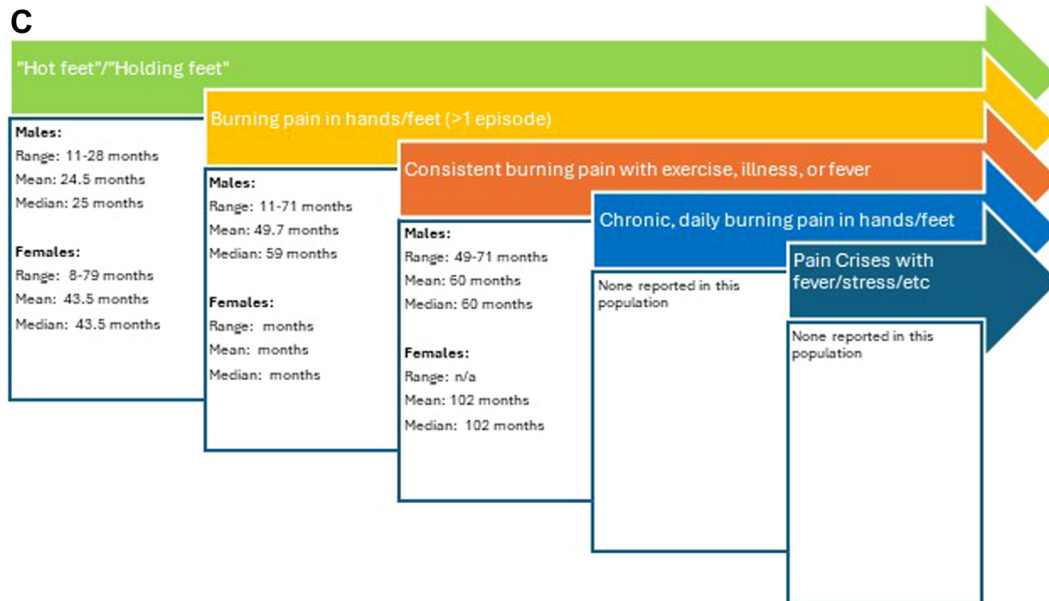 C
"Hot feet"/"Holding feet"
Males:
Range: 11-28 months
Mean: 24.5 months
Median: 25 months
Females:
Range: 8-79 months
Mean: 43.5 months
Median: 43.5 months
Burning pain in hands/feet (>1 episode)
Males:
Range: 11-71 months
Mean: 49.7 months
Median: 59 months
Females:
Range: months
Mean: months
Median: months
Consistent burning pain with exercise, illness, or fever
Males:
Range: 49-71 months
Mean: 60 months
Median: 60 months
Females:
Range: n/a
Mean: 102 months
Median: 102 months
Chronic, daily burning pain in hands/feet
None reported in this
population
Pain Crises with
fever/stress/etc
None reported in this
population